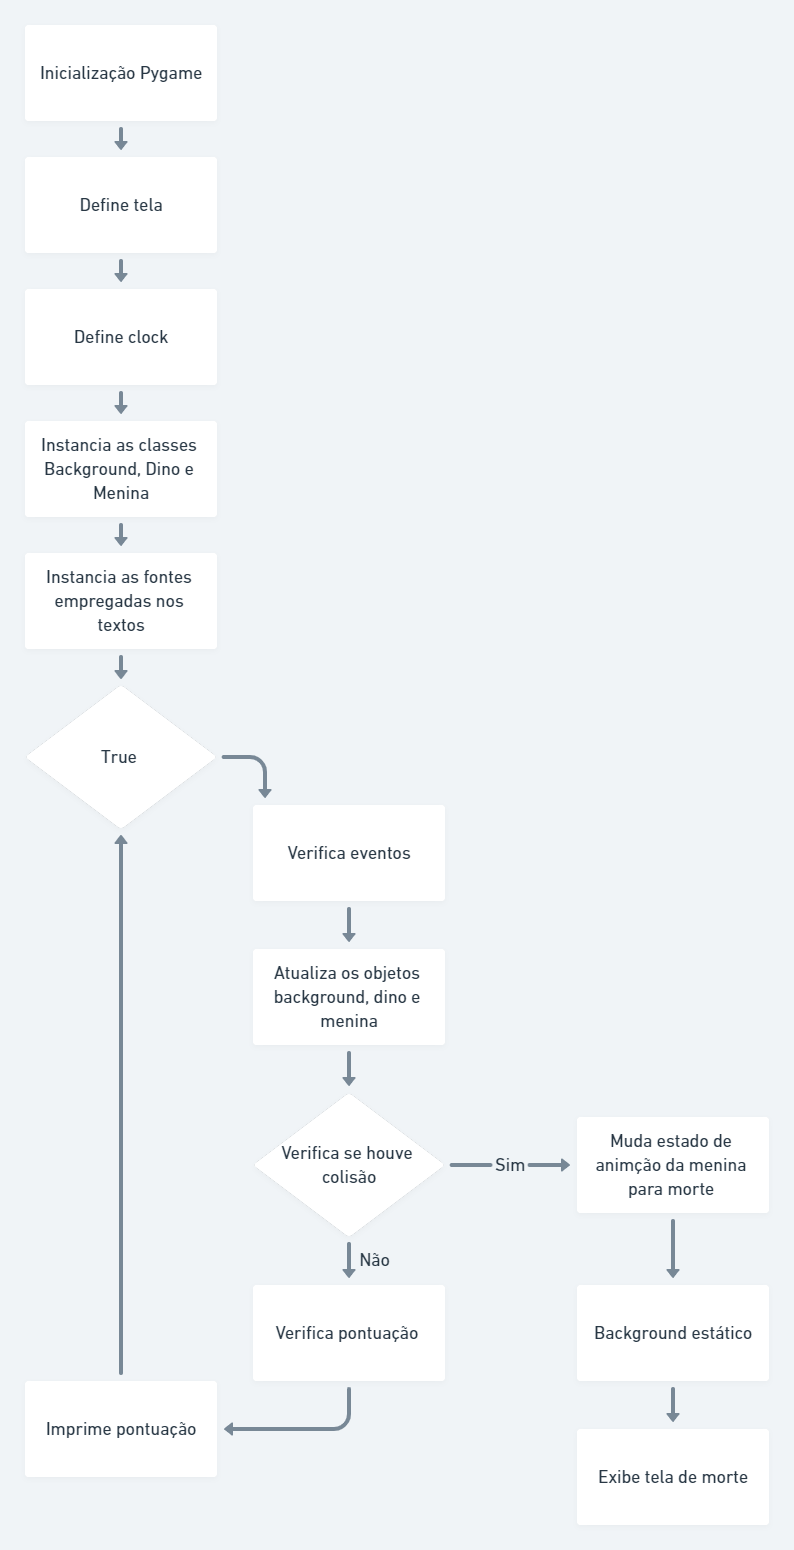 Inicialização Pygame
Define tela
Define clock
Instancia as classes
Background, Dino e
Menina
Instancia as fontes
empregadas nos
textos
True
Verifica eventos
Atualiza os objetos
background, dino e
menina
Verifica se houve
colisão
Sim
Muda estado de
animção da menina
para morte
Não
Verifica pontuação
Background estático
Imprime pontuação
Exibe tela de morte